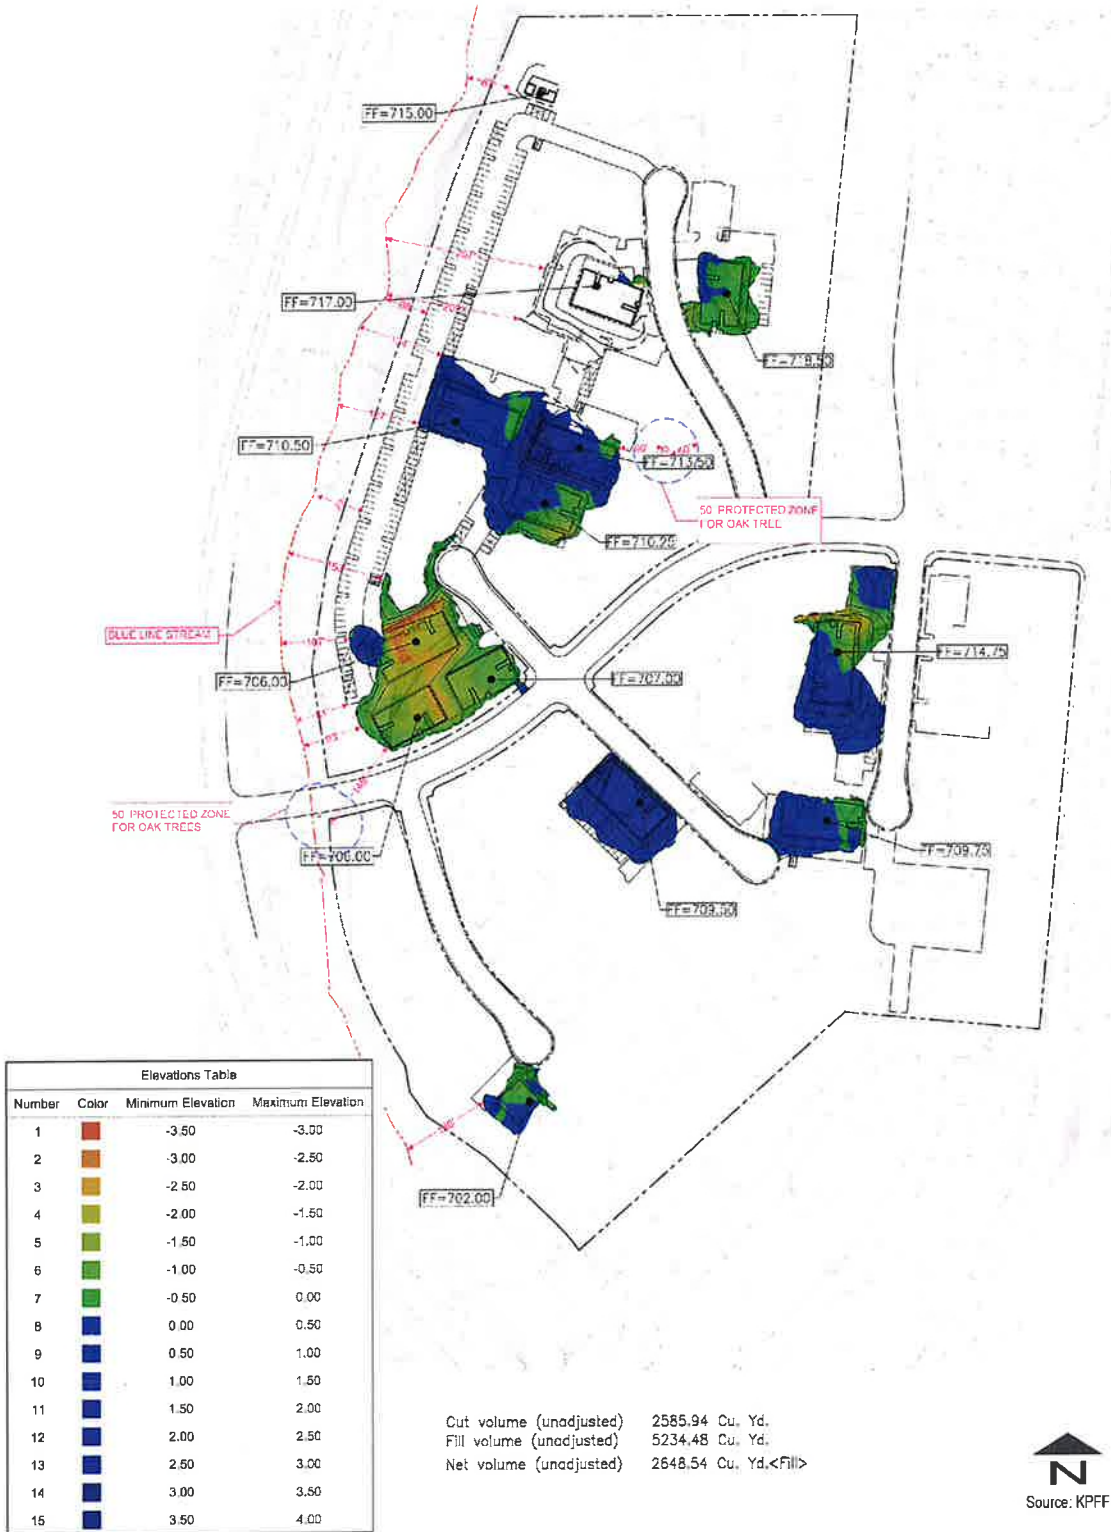 FF=715.00
FF=717.00
FF=718.50
FF=710.50
FF=713.50
50 PROTECTED ZONE
FOR OAK TREE
FF=710.25
BLUE LINE STREAM
FF=714.75
FF=706.00
FF=707.00
50 PROTECTED ZONE
FOR OAK TREES
FF=706.00
FF=709.75
FF=709.50
FF=702.00
Elevations Table
Number Color Minimum Elevation Maximum Elevation
1 -3.50 -3.00
2 -3.00 -2.50
3 -2.50 -2.00
4 -2.00 -1.50
5 -1.50 -1.00
6 -1.00 -0.50
7 -0.50 0.00
8 0.00 0.50
9 0.50 1.00
10 1.00 1.50
11 1.50 2.00
12 2.00 2.50
13 2.50 3.00
14 3.00 3.50
15 3.50 4.00
Cut volume (unadjusted) 2585.94 Cu. Yd.
Fill volume (unadjusted) 5234.48 Cu. Yd.
Net volume (unadjusted) 2648.54 Cu. Yd.<Fill>
N
Source: KPFF